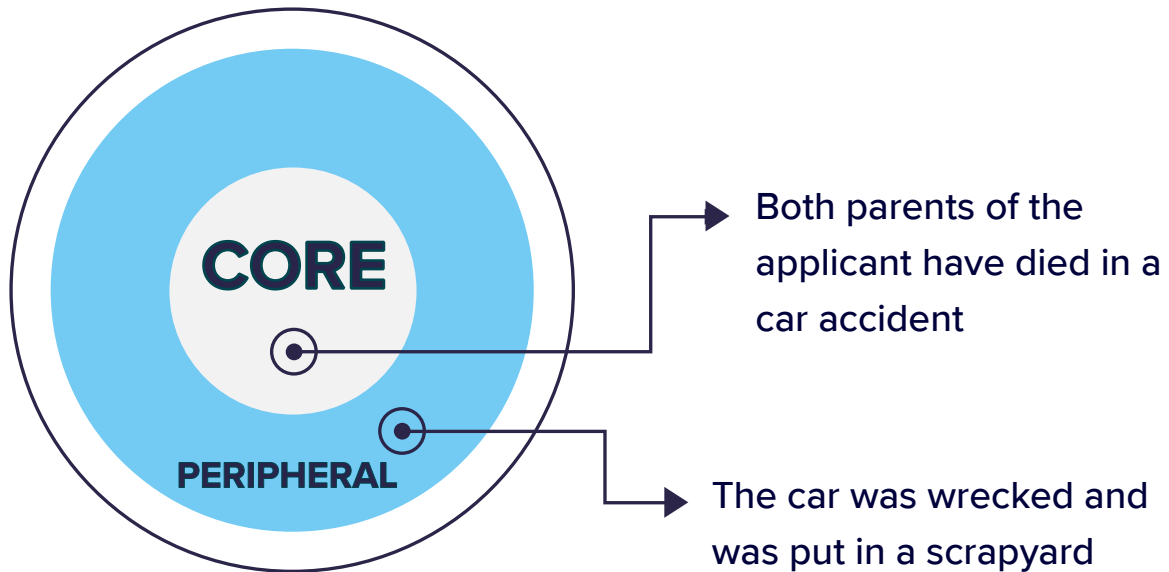 CORE
Both parents of the
applicant have died in a
car accident
PERIPHERAL
The car was wrecked and
was put in a scrapyard